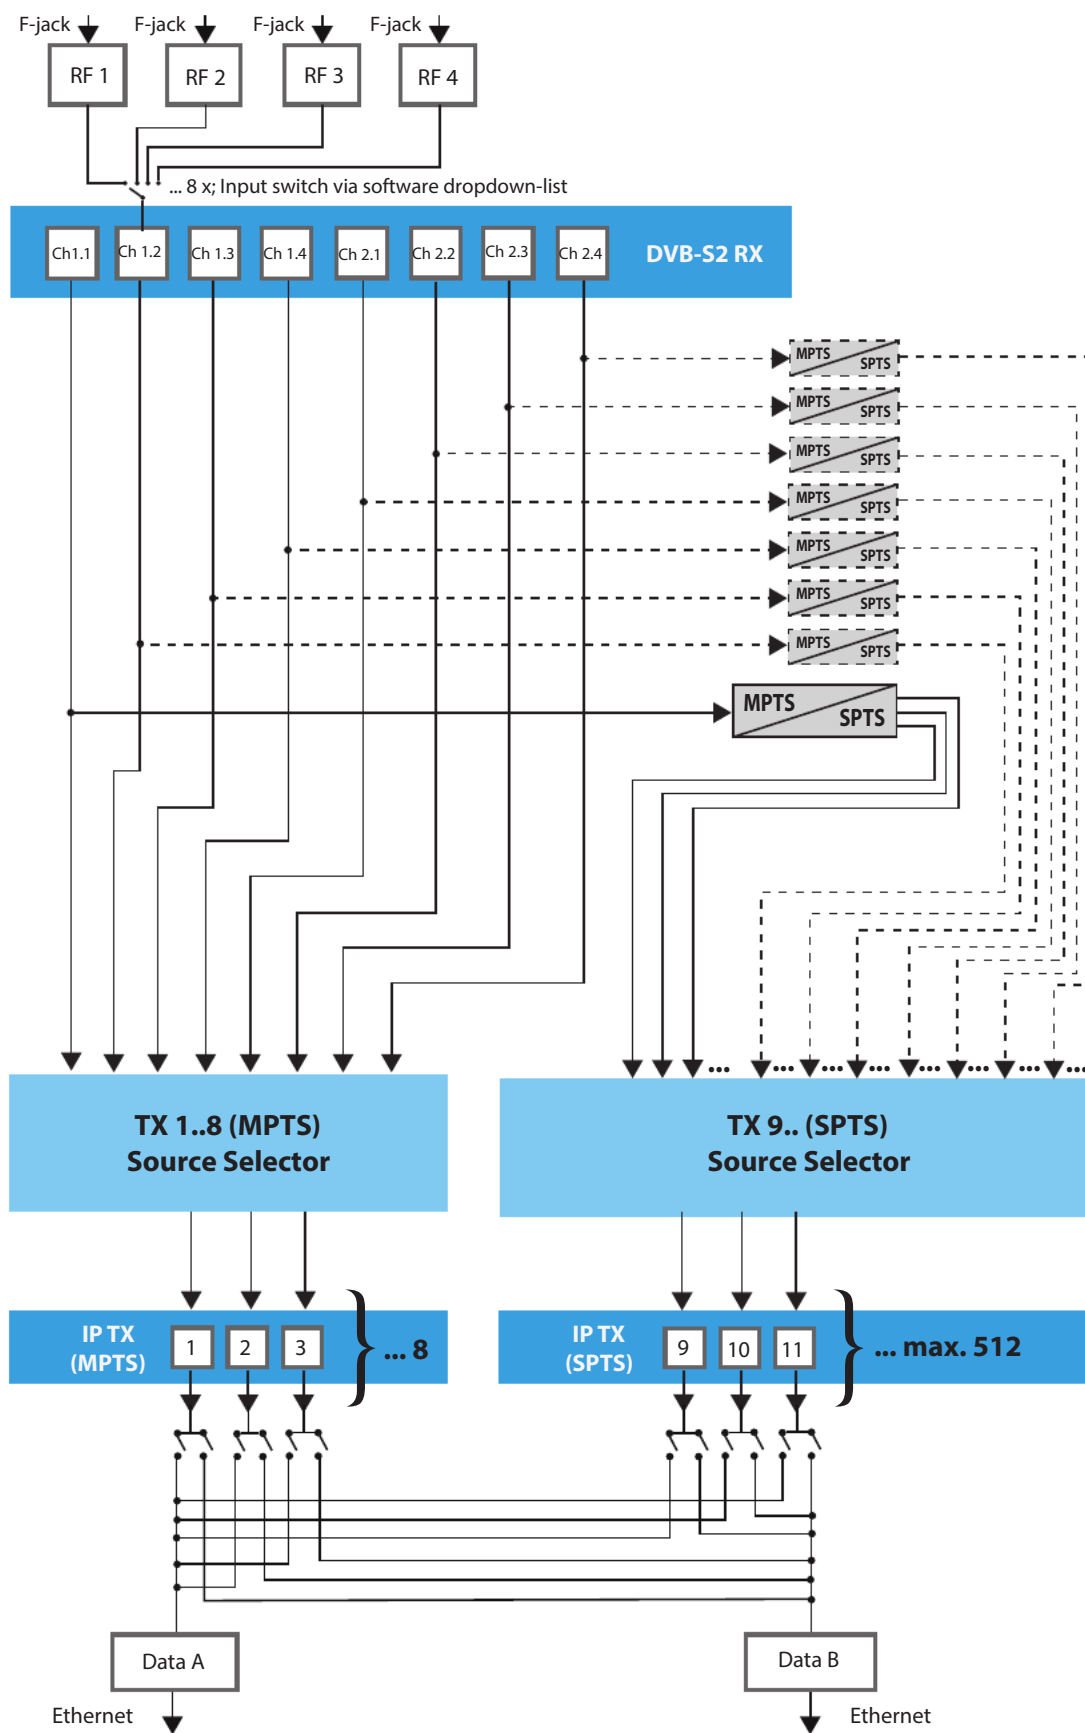 F-jack F-jack F-jack F-jack
RF 1 RF 2 RF 3 RF 4
... 8 x; Input switch via software dropdown-list
Ch1.1 Ch 1.2 Ch 1.3 Ch 1.4 Ch 2.1 Ch 2.2 Ch 2.3 Ch 2.4 DVB-S2 RX
MPTS SPTS
MPTS SPTS
MPTS SPTS
MPTS SPTS
MPTS SPTS
MPTS SPTS
MPTS SPTS
MPTS SPTS
... ... ... ... ... ... ... ...
TX 1..8 (MPTS)
Source Selector
TX 9.. (SPTS)
Source Selector
IP TX
(MPTS)
1 2 3 ... 8
IP TX
(SPTS)
9 10 11 ... max. 512
Data A
Data B
Ethernet
Ethernet